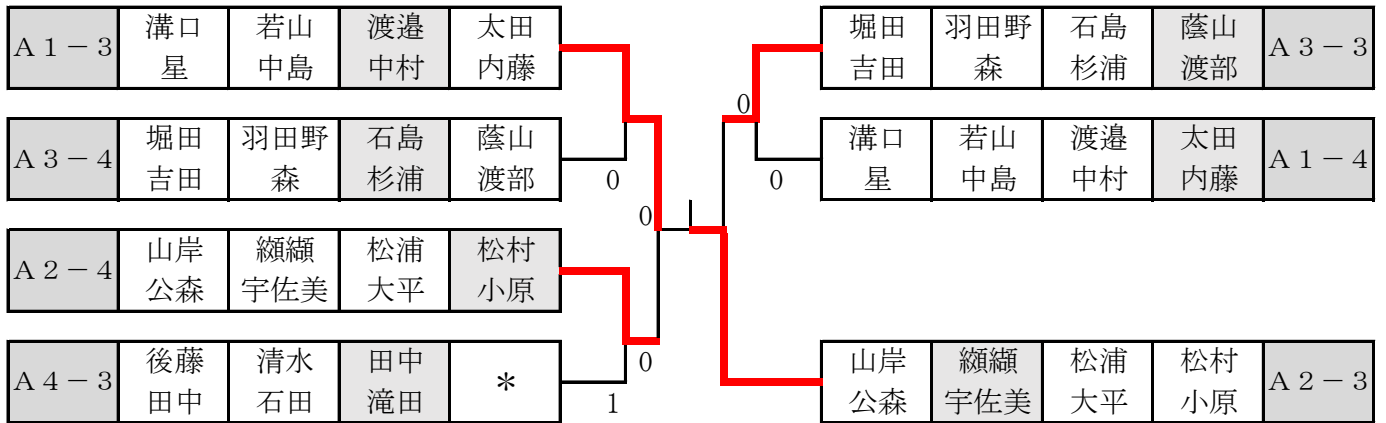 A１－３ 溝口 若山 渡邉 太田
星 中島 中村 内藤
堀田 羽田野 石島 蔭山 A３－３
吉田 森 杉浦 渡部
0
A３－４ 堀田 羽田野 石島 蔭山
吉田 森 杉浦 渡部
0
溝口 若山 渡邉 太田 A１－４
星 中島 中村 内藤
0
0
A２－４ 山岸 纐纈 松浦 松村
公森 宇佐美 大平 小原
0
A４－３ 後藤 清水 田中 *
田中 石田 滝田
1
山岸 纐纈 松浦 松村 A２－３
公森 宇佐美 大平 小原